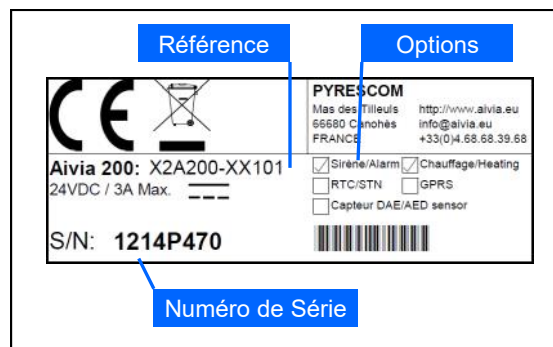 Référence
Options
CE
PYRESCOM
Mas des Tilleuls http://www.aivia.eu
66680 Canohès info@aivia.eu
FRANCE +33(0)4.68.68.39.68
Aivia 200: X2A200-XX101
24VDC / 3A Max.
Sirène/Alarm Chauffage/Heating
RTC/STN GPRS
Capteur DAE/AED sensor
S/N: 1214P470
Numéro de Série